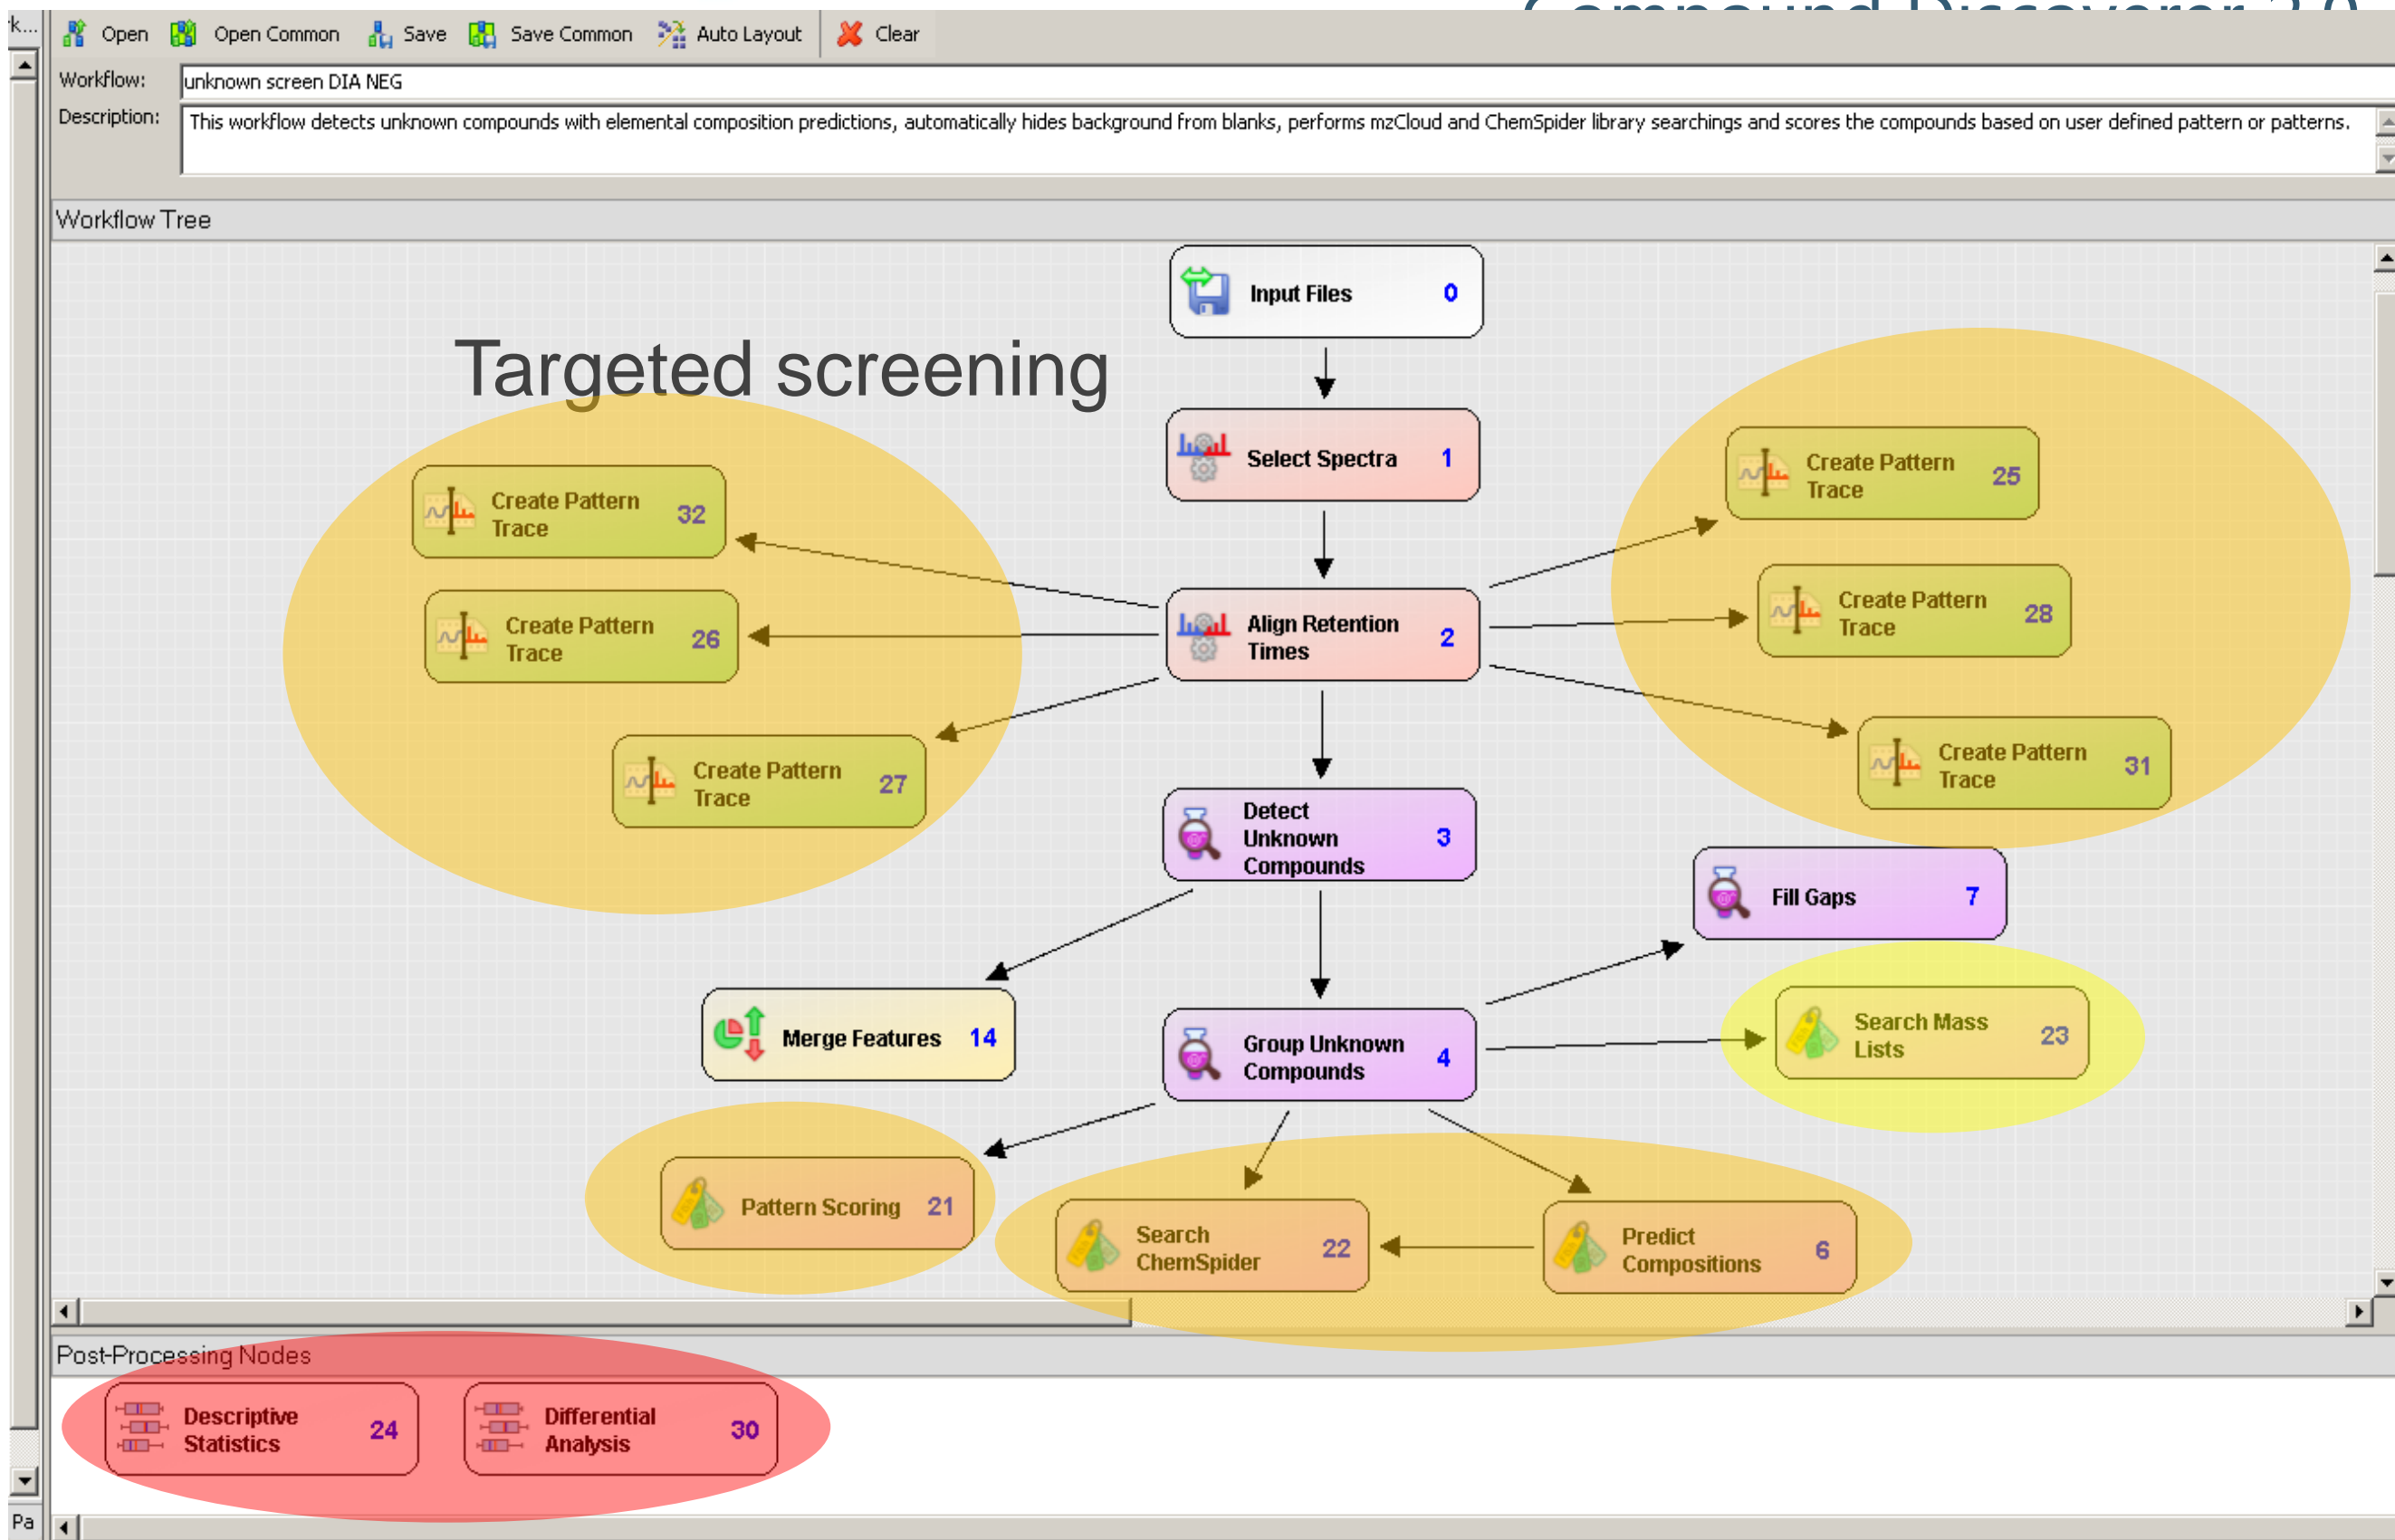 Open Open Common Save Save Common Auto Layout Clear
Workflow: unknown screen DIA NEG
Description: This workflow detects unknown compounds with elemental composition predictions, automatically hides background from blanks, performs mzCloud and ChemSpider library searchings and scores the compounds based on user defined pattern or patterns.
Workflow Tree
Input Files 0
Targeted screening
Select Spectra 1
Create Pattern
Trace 25
Create Pattern
Trace 32
Create Pattern
Trace 28
Create Pattern
Trace 26
Align Retention
Times 2
Create Pattern
Trace 31
Create Pattern
Trace 27
Detect
Unknown
Compounds 3
Fill Gaps 7
Search Mass
Lists 23
Merge Features 14
Group Unknown
Compounds 4
Pattern Scoring 21
Search
ChemSpider 22
Predict
Compositions 6
Post-Processing Nodes
Descriptive
Statistics 24
Differential
Analysis 30
Pa